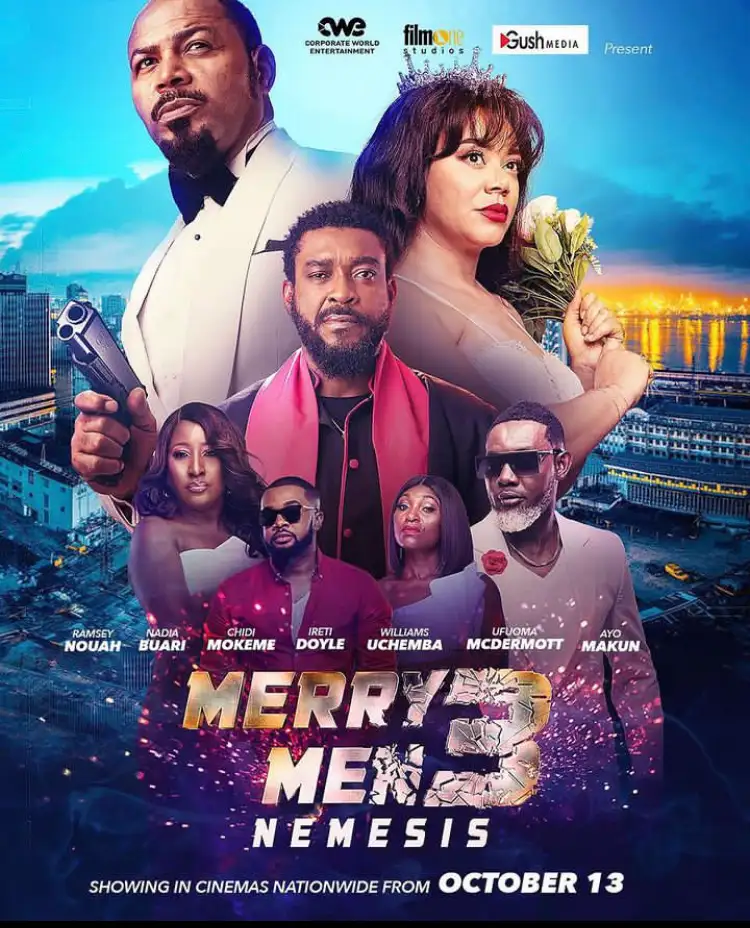 CWE
CORPORATE WORLD
ENTERTAINMENT
filmOne
studios
Gush MEDIA
Present
RAMSEY
NOUAH
NADIA
BUARI
CHIDI
MOKEME
IRETI
DOYLE
WILLIAMS
UCHEMBA
UFUOMA
MCDERMOTT
AYO
MAKUN
MERRY
MEN 3
NEMESIS
SHOWING IN CINEMAS NATIONWIDE FROM OCTOBER 13